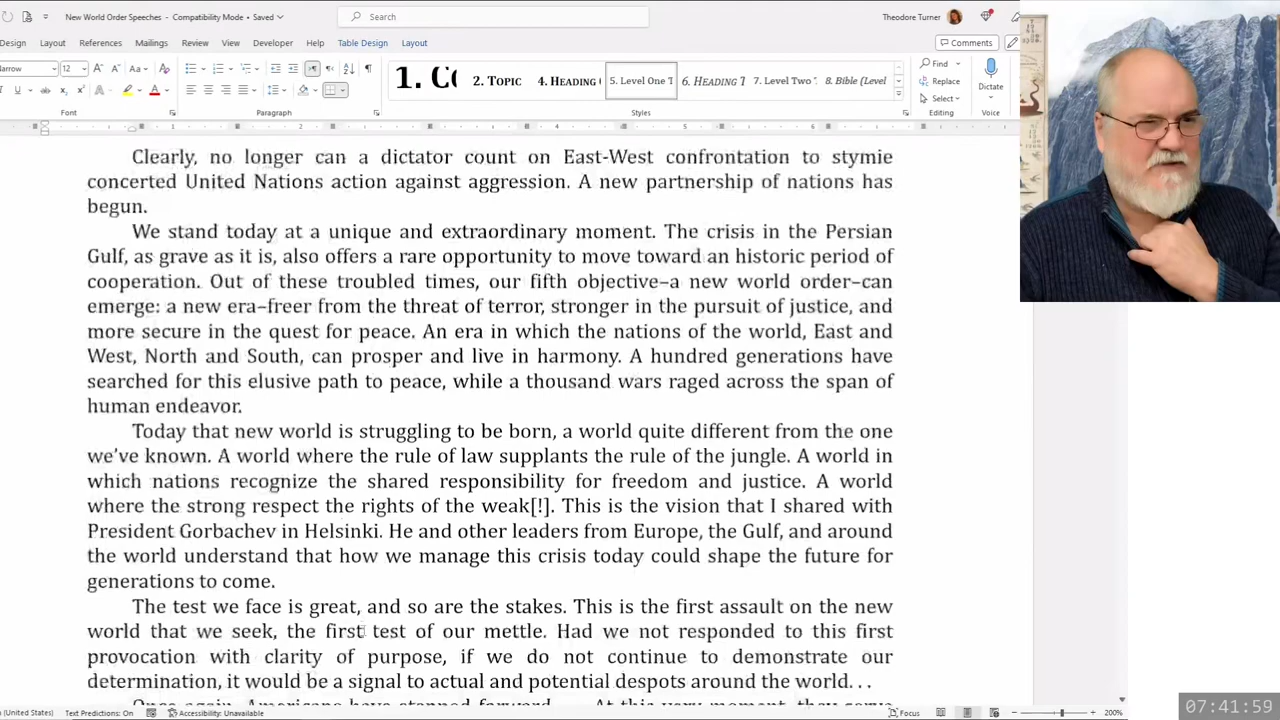 New World Order Speeches - Compatibility Mode • Saved
Search
Theodore Turner
Design References Mailings Review View Developer Help Table Design Layout
Comments
12
Aa
1. 2. TOPIC 4. HEADING 5. Level One T 6. HEADING T 7. Level Two 8. Bible (Level
Find
Replace
Select
Dictate
Font Paragraph Styles Editing Voice
1 2 3 4 5 6
Clearly, no longer can a dictator count on East-West confrontation to stymie
concerted United Nations action against aggression. A new partnership of nations has
begun.
We stand today at a unique and extraordinary moment. The crisis in the Persian
Gulf, as grave as it is, also offers a rare opportunity to move toward an historic period of
cooperation. Out of these troubled times, our fifth objective–a new world order–can
emerge: a new era–freer from the threat of terror, stronger in the pursuit of justice, and
more secure in the quest for peace. An era in which the nations of the world, East and
West, North and South, can prosper and live in harmony. A hundred generations have
searched for this elusive path to peace, while a thousand wars raged across the span of
human endeavor.
Today that new world is struggling to be born, a world quite different from the one
we’ve known. A world where the rule of law supplants the rule of the jungle. A world in
which nations recognize the shared responsibility for freedom and justice. A world
where the strong respect the rights of the weak[!]. This is the vision that I shared with
President Gorbachev in Helsinki. He and other leaders from Europe, the Gulf, and around
the world understand that how we manage this crisis today could shape the future for
generations to come.
The test we face is great, and so are the stakes. This is the first assault on the new
world that we seek, the first test of our mettle. Had we not responded to this first
provocation with clarity of purpose, if we do not continue to demonstrate our
determination, it would be a signal to actual and potential despots around the world. . .
(United States) Text Predictions: On Accessibility: Unavailable Focus 200%
07:41:59